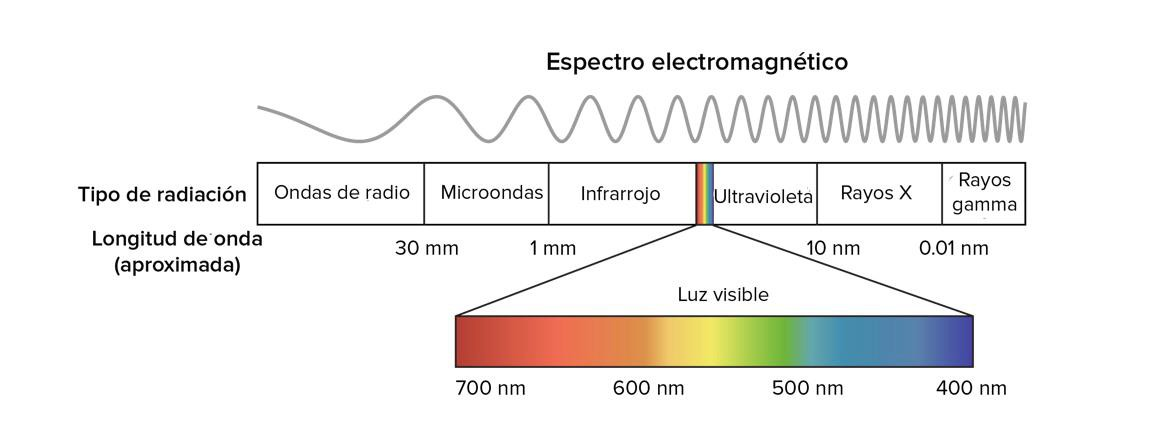 Espectro electromagnético
Tipo de radiación
Ondas de radio
Microondas
Infrarrojo
Ultravioleta
Rayos X
Rayos
gamma
Longitud de onda
(aproximada)
30 mm
1 mm
10 nm
0.01 nm
Luz visible
700 nm
600 nm
500 nm
400 nm